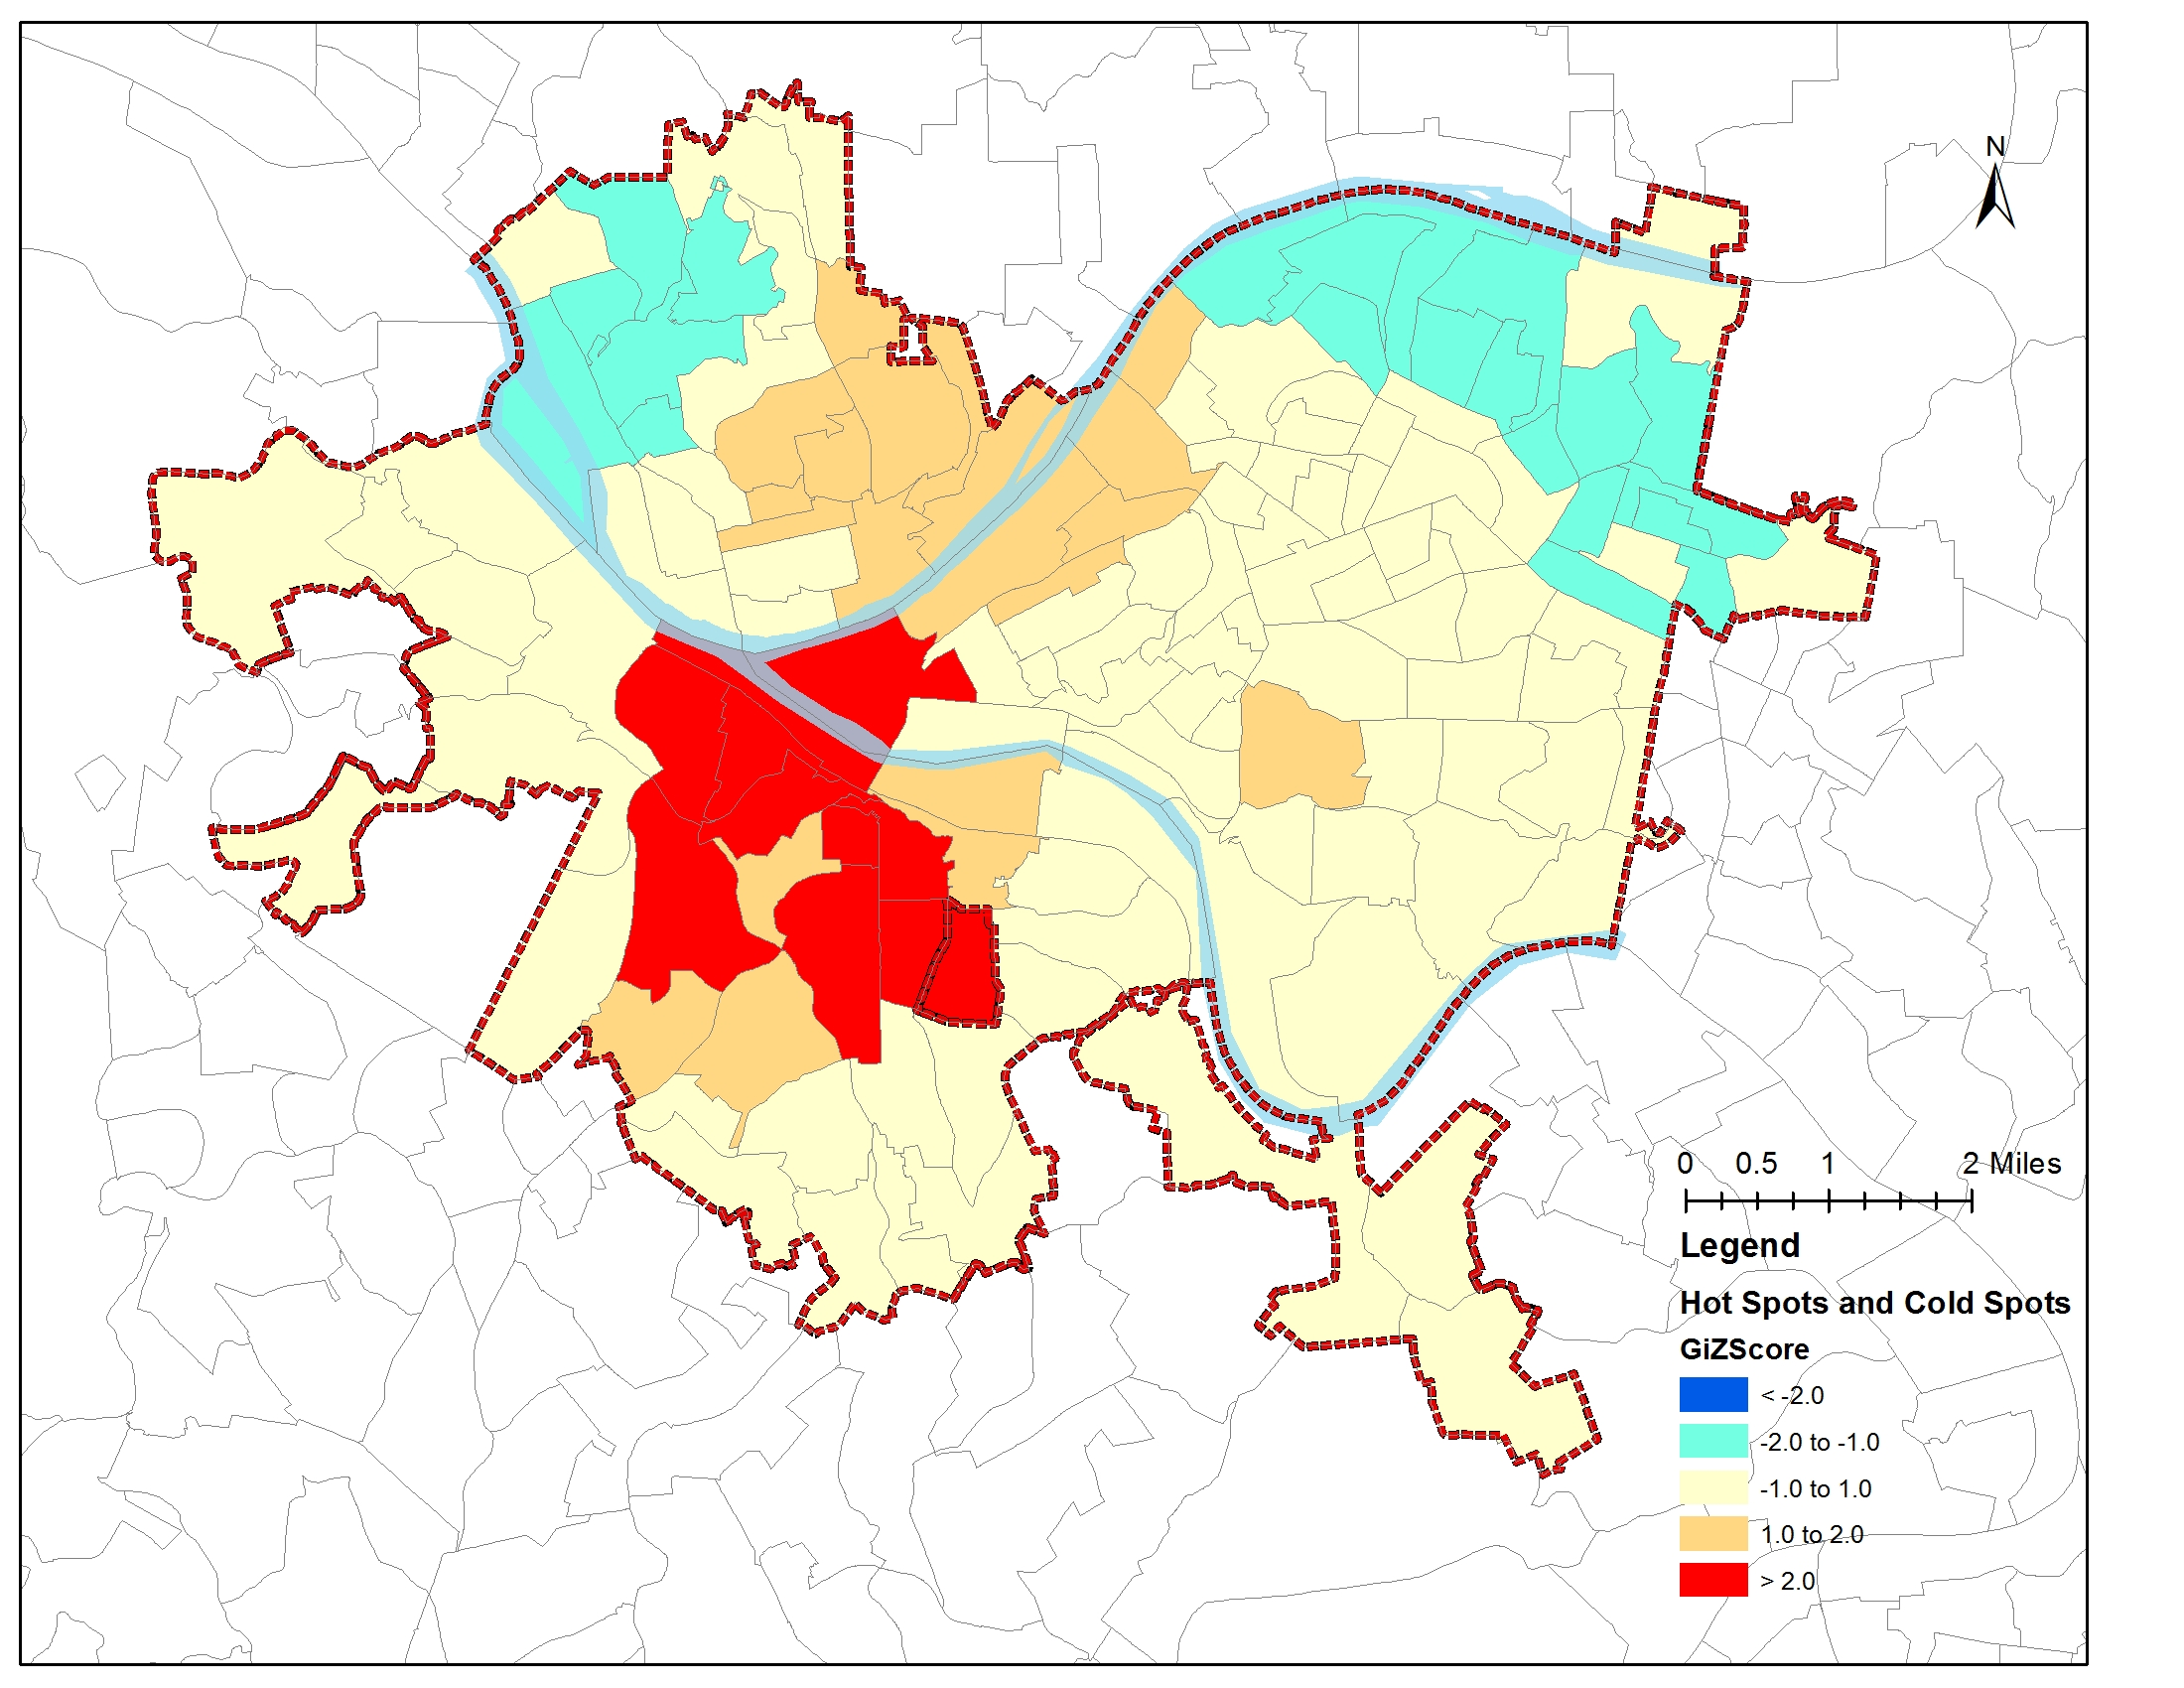 N
0 0.5 1 2 Miles
Legend
Hot Spots and Cold Spots
GiZScore
< -2.0
-2.0 to -1.0
-1.0 to 1.0
1.0 to 2.0
> 2.0